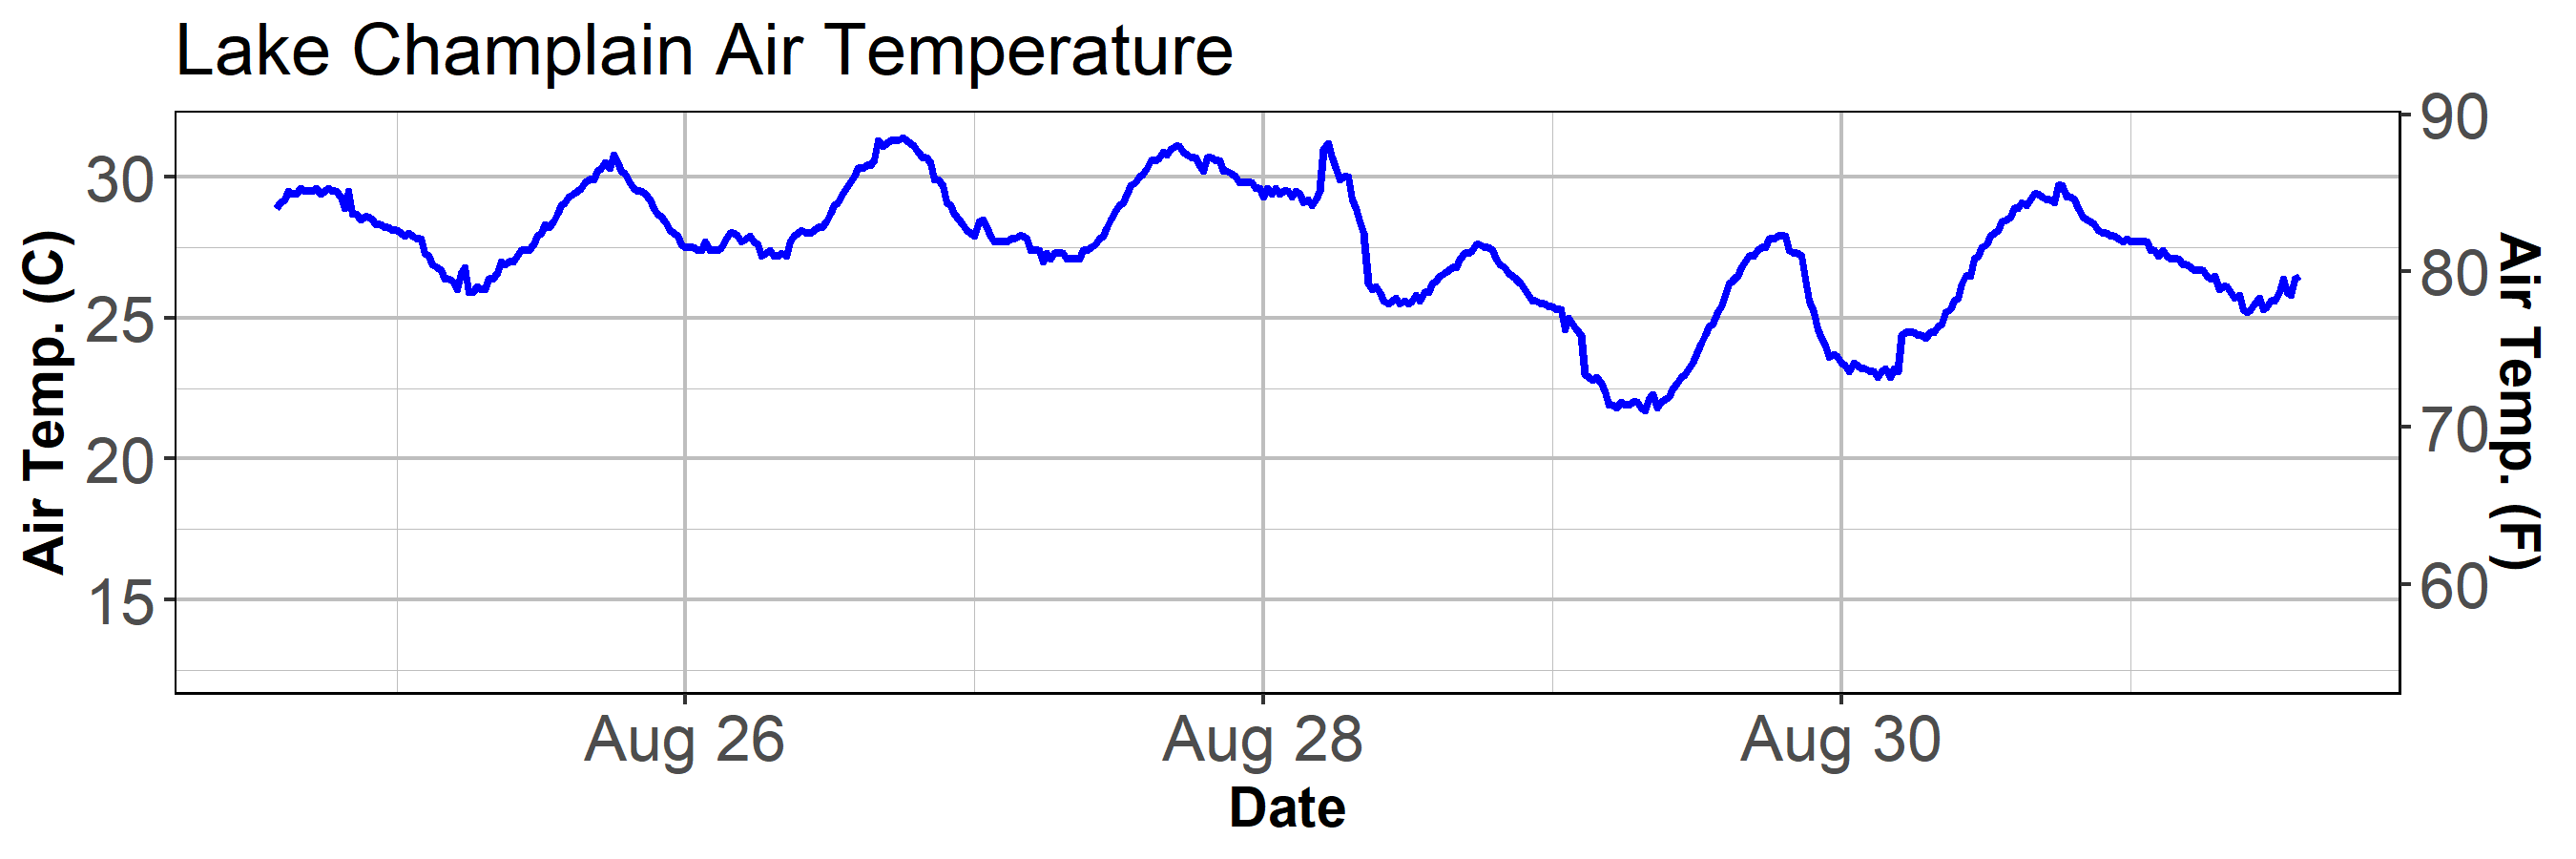 Lake Champlain Air Temperature
Air Temp. (C)
30
25
20
15
90
80
70
60
Air Temp. (F)
Aug 26
Aug 28
Aug 30
Date